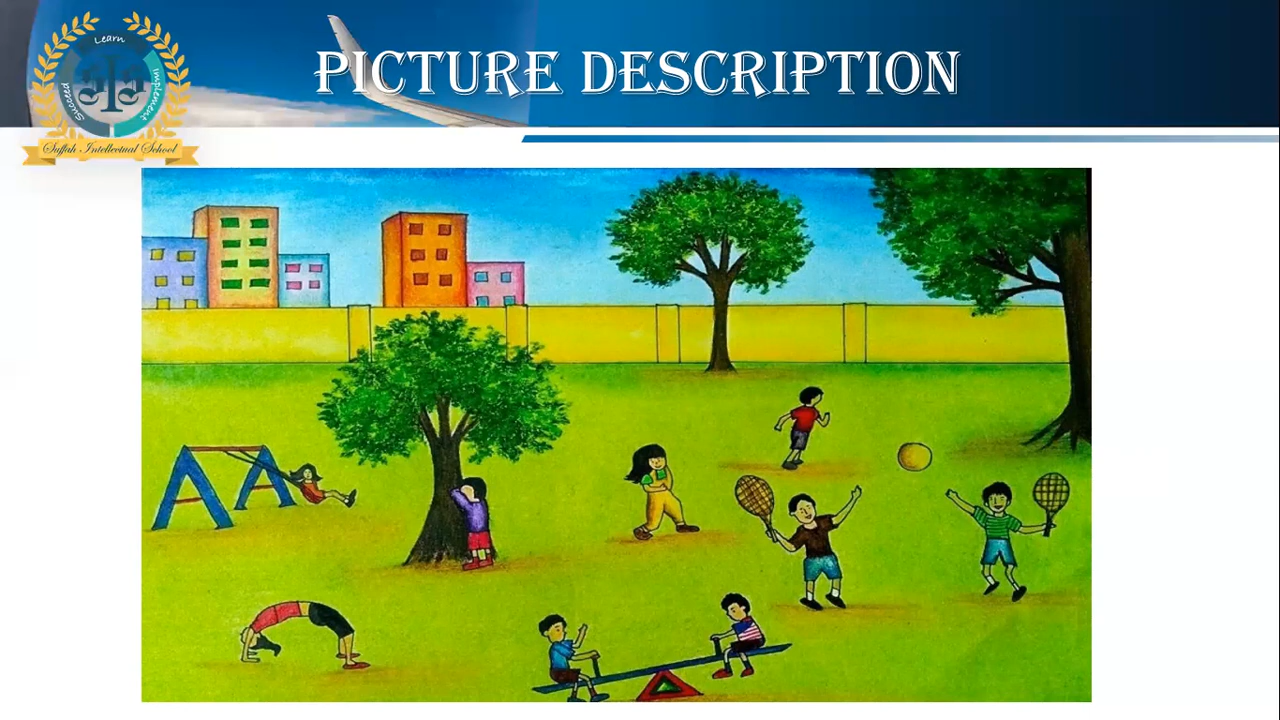 PICTURE DESCRIPTION
Learn
Implement
Succeed
Suffah Intellectual School